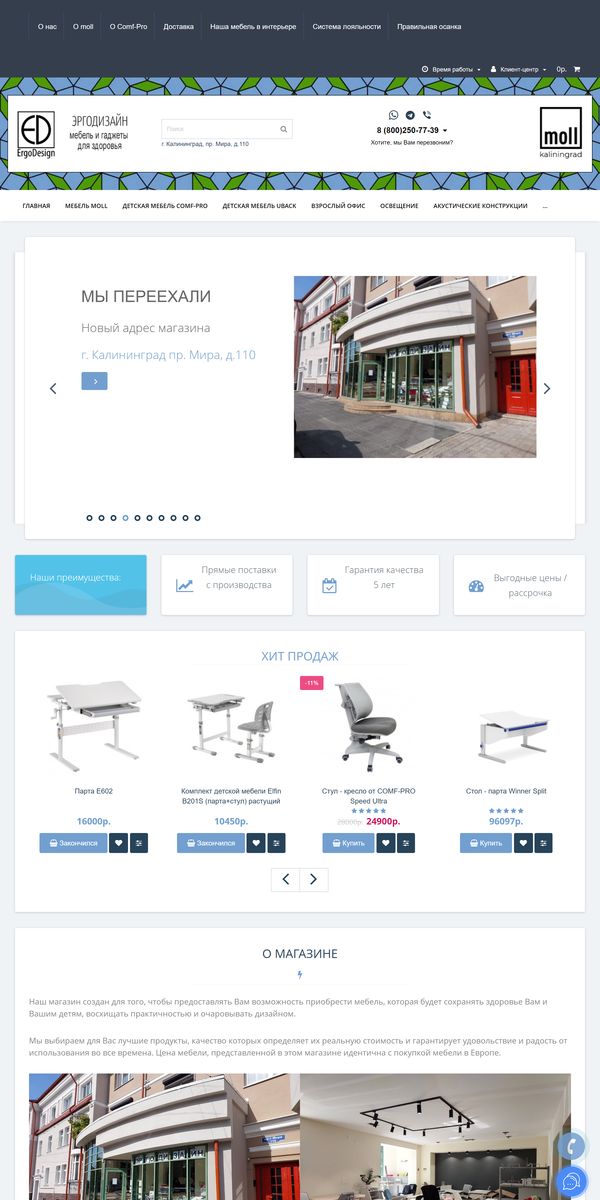 О нас
О moll
О Comf-Pro
Доставка
Наша мебель в интерьере
Система лояльности
Правильная осанка
Время работы
Клиент-центр
0р.
ED
ErgoDesign
ЭРГОДИЗАЙН
мебель и гаджеты
для здоровья
Поиск
г. Калининград, пр. Мира, д.110
8 (800)250-77-39
Хотите, мы Вам перезвоним?
moll
kaliningrad
ГЛАВНАЯ
МЕБЕЛЬ MOLL
ДЕТСКАЯ МЕБЕЛЬ COMF-PRO
ДЕТСКАЯ МЕБЕЛЬ UBACK
ВЗРОСЛЫЙ ОФИС
ОСВЕЩЕНИЕ
АКУСТИЧЕСКИЕ КОНСТРУКЦИИ
...
МЫ ПЕРЕЕХАЛИ
Новый адрес магазина
г. Калининград пр. Мира, д.110
Наши преимущества:
Прямые поставки
с производства
Гарантия качества
5 лет
Выгодные цены /
рассрочка
ХИТ ПРОДАЖ
-11%
Парта E602
16000р.
Закончился
Комплект детской мебели Elfin
B201S (парта+стул) растущий
10450р.
Закончился
Стул - кресло от COMF-PRO
Speed Ultra
28000р. 24900р.
Купить
Стол - парта Winner Split
96097р.
Купить
О МАГАЗИНЕ
Наш магазин создан для того, чтобы предоставлять Вам возможность приобрести мебель, которая будет сохранять здоровье Вам и
Вашим детям, восхищать практичностью и очаровывать дизайном.
Мы выбираем для Вас лучшие продукты, качество которых определяет их реальную стоимость и гарантирует удовольствие и радость от
использования во все времена. Цена мебели, представленной в этом магазине идентична с покупкой мебели в Европе.